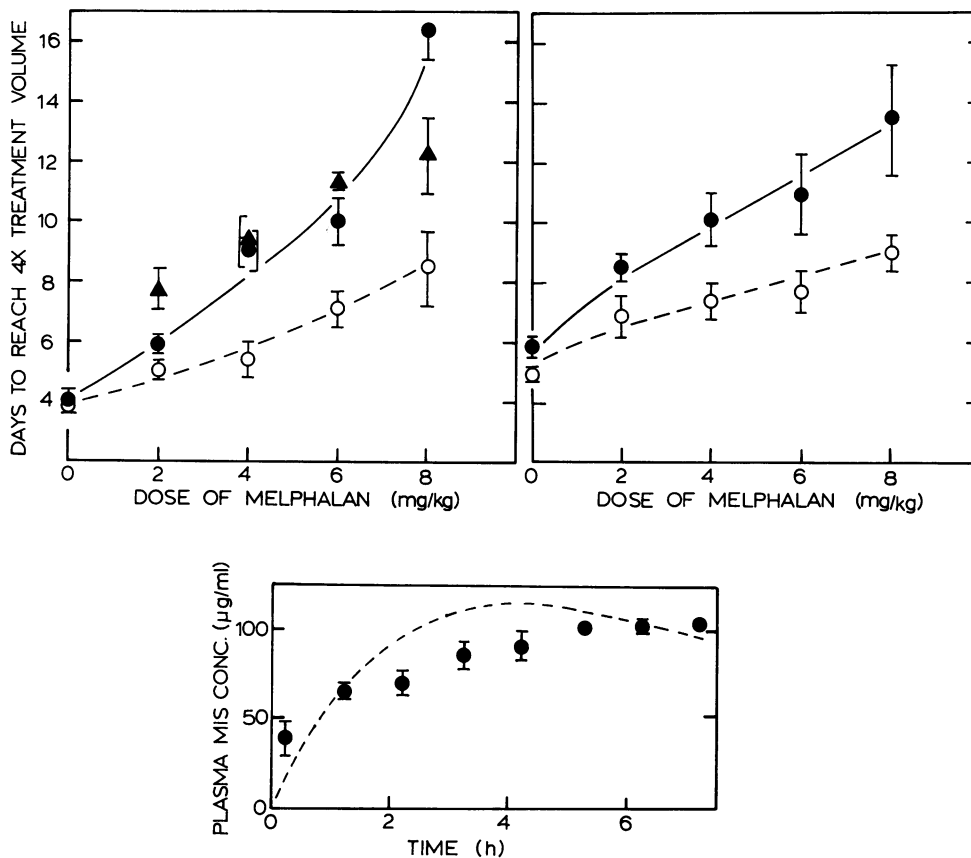 DAYS TO REACH 4X TREATMENT VOLUME
16
14
12
10
8
6
4
0 2 4 6 8
DOSE OF MELPHALAN (mg/kg)
0 2 4 6 8
DOSE OF MELPHALAN (mg/kg)
PLASMA MIS CONC. (µg/ml)
100
50
0
0 2 4 6
TIME (h)